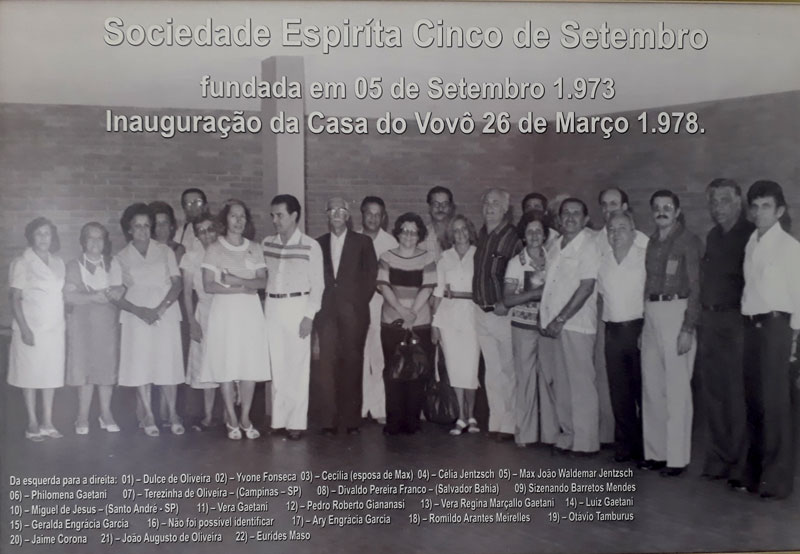 Sociedade Espiríta Cinco de Setembro
fundada em 05 de Setembro 1.973
Inauguração da Casa do Vovô 26 de Março 1.978.
Da esquerda para a direita: 01) – Dulce de Oliveira 02) – Yvone Fonseca 03) – Cecília (esposa de Max) 04) – Célia Jentzsch 05) – Max João Waldemar Jentzsch
06) – Philomena Gaetani 07) – Terezinha de Oliveira – (Campinas – SP) 08) – Divaldo Pereira Franco – (Salvador Bahia) 09) Sizenando Barretos Mendes
10) – Miguel de Jesus – (Santo André - SP) 11) – Vera Gaetani 12) – Pedro Roberto Giananasi 13) – Vera Regina Marçallo Gaetani 14) – Luiz Gaetani
15) – Geralda Engrácia Garcia 16) – Não foi possivel identificar 17) – Ary Engrácia Garcia 18) – Romildo Arantes Meirelles 19) – Otávio Tamburus
20) – Jaime Corona 21) – João Augusto de Oliveira 22) – Eurides Maso